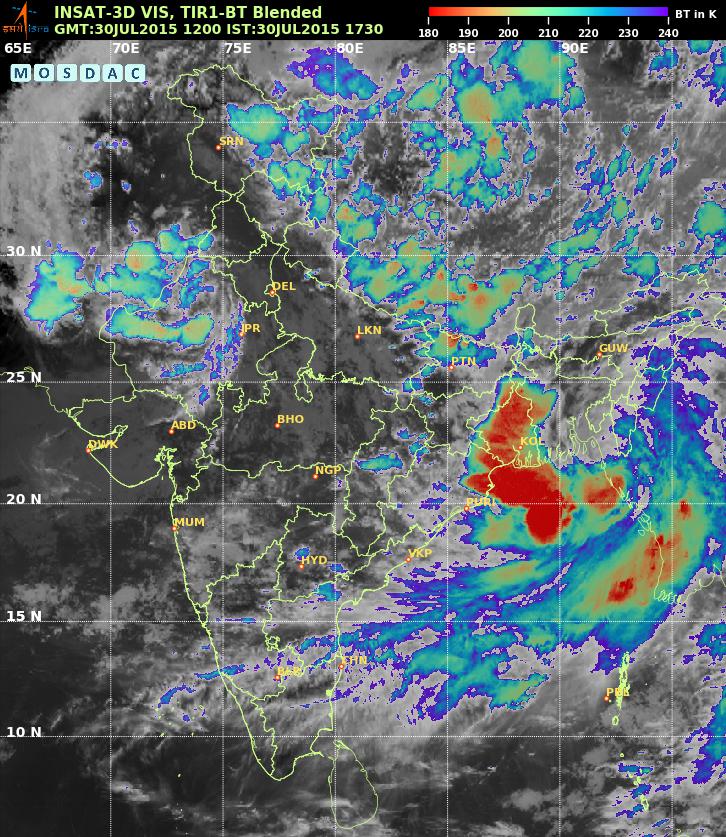 INSAT-3D VIS, TIR1-BT Blended
GMT:30JUL2015 1200 IST:30JUL2015 1730
BT in K
180 190 200 210 220 230 240
65E 70E 75E 80E 85E 90E
MOSDAC
SRN
30 N
DEL
JPR
LKN
GUW
PTN
25 N
ABD
BHO
KOL
DWK
NGP
20 N
PURI
MUM
VKP
HYD
15 N
CHN
PBL
10 N